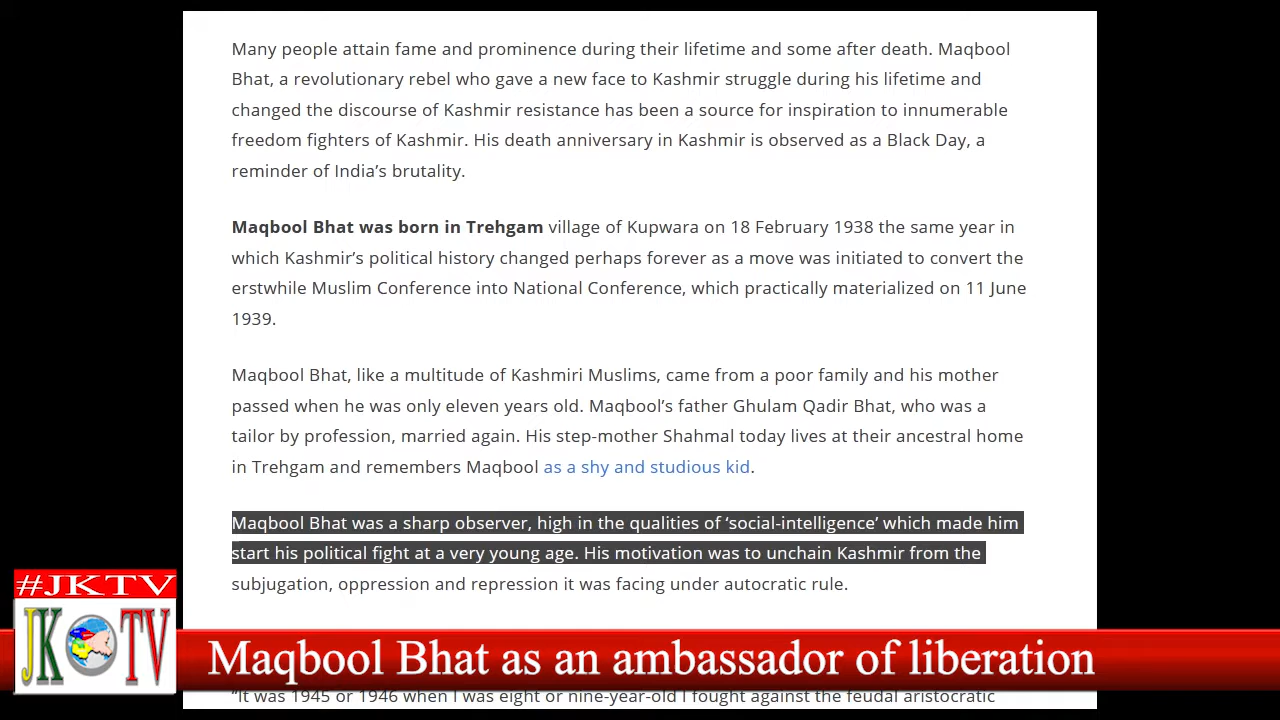 Many people attain fame and prominence during their lifetime and some after death. Maqbool
Bhat, a revolutionary rebel who gave a new face to Kashmir struggle during his lifetime and
changed the discourse of Kashmir resistance has been a source for inspiration to innumerable
freedom fighters of Kashmir. His death anniversary in Kashmir is observed as a Black Day, a
reminder of India’s brutality.
Maqbool Bhat was born in Trehgam village of Kupwara on 18 February 1938 the same year in
which Kashmir’s political history changed perhaps forever as a move was initiated to convert the
erstwhile Muslim Conference into National Conference, which practically materialized on 11 June
1939.
Maqbool Bhat, like a multitude of Kashmiri Muslims, came from a poor family and his mother
passed when he was only eleven years old. Maqbool’s father Ghulam Qadir Bhat, who was a
tailor by profession, married again. His step-mother Shahmal today lives at their ancestral home
in Trehgam and remembers Maqbool as a shy and studious kid.
Maqbool Bhat was a sharp observer, high in the qualities of ‘social-intelligence’ which made him
start his political fight at a very young age. His motivation was to unchain Kashmir from the
subjugation, oppression and repression it was facing under autocratic rule.
#JKTV
JK TV
Maqbool Bhat as an ambassador of liberation
“It was 1945 or 1946 when I was eight or nine-year-old I fought against the feudal aristocratic